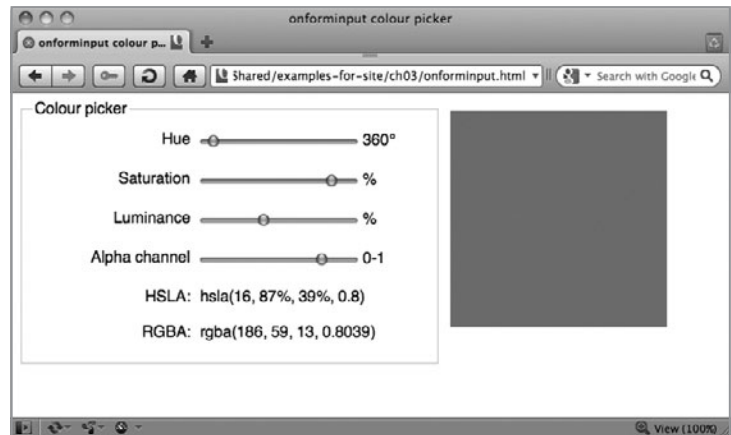 onforminput colour picker
onforminput colour p...
Shared/examples-for-site/ch03/onforminput.html
Search with Google
Colour picker
Hue 360°
Saturation %
Luminance %
Alpha channel 0-1
HSLA: hsla(16, 87%, 39%, 0.8)
RGBA: rgba(186, 59, 13, 0.8039)
View (100%)